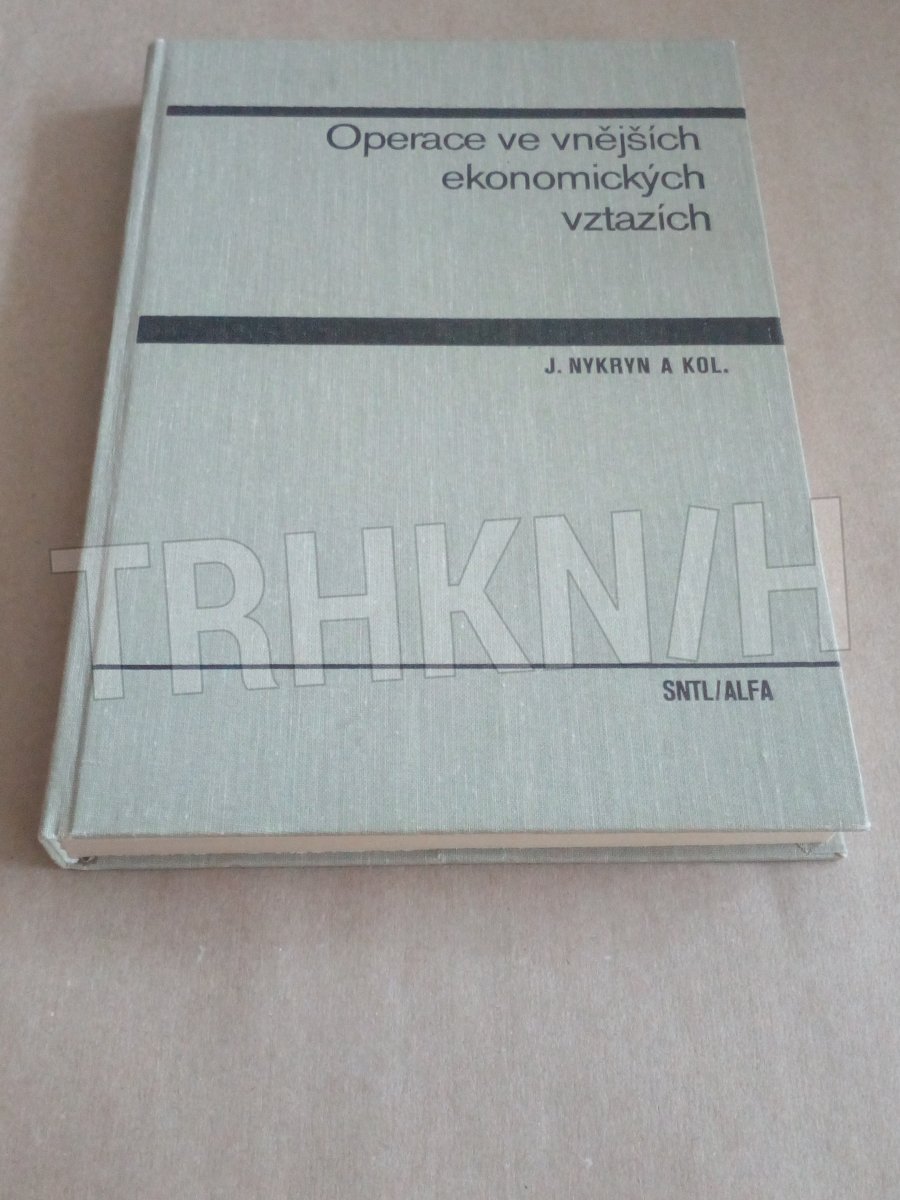 Operace ve vnějších
ekonomických
vztazích
J. NYKRYN A KOL.
TRHKNIH
SNTL/ALFA